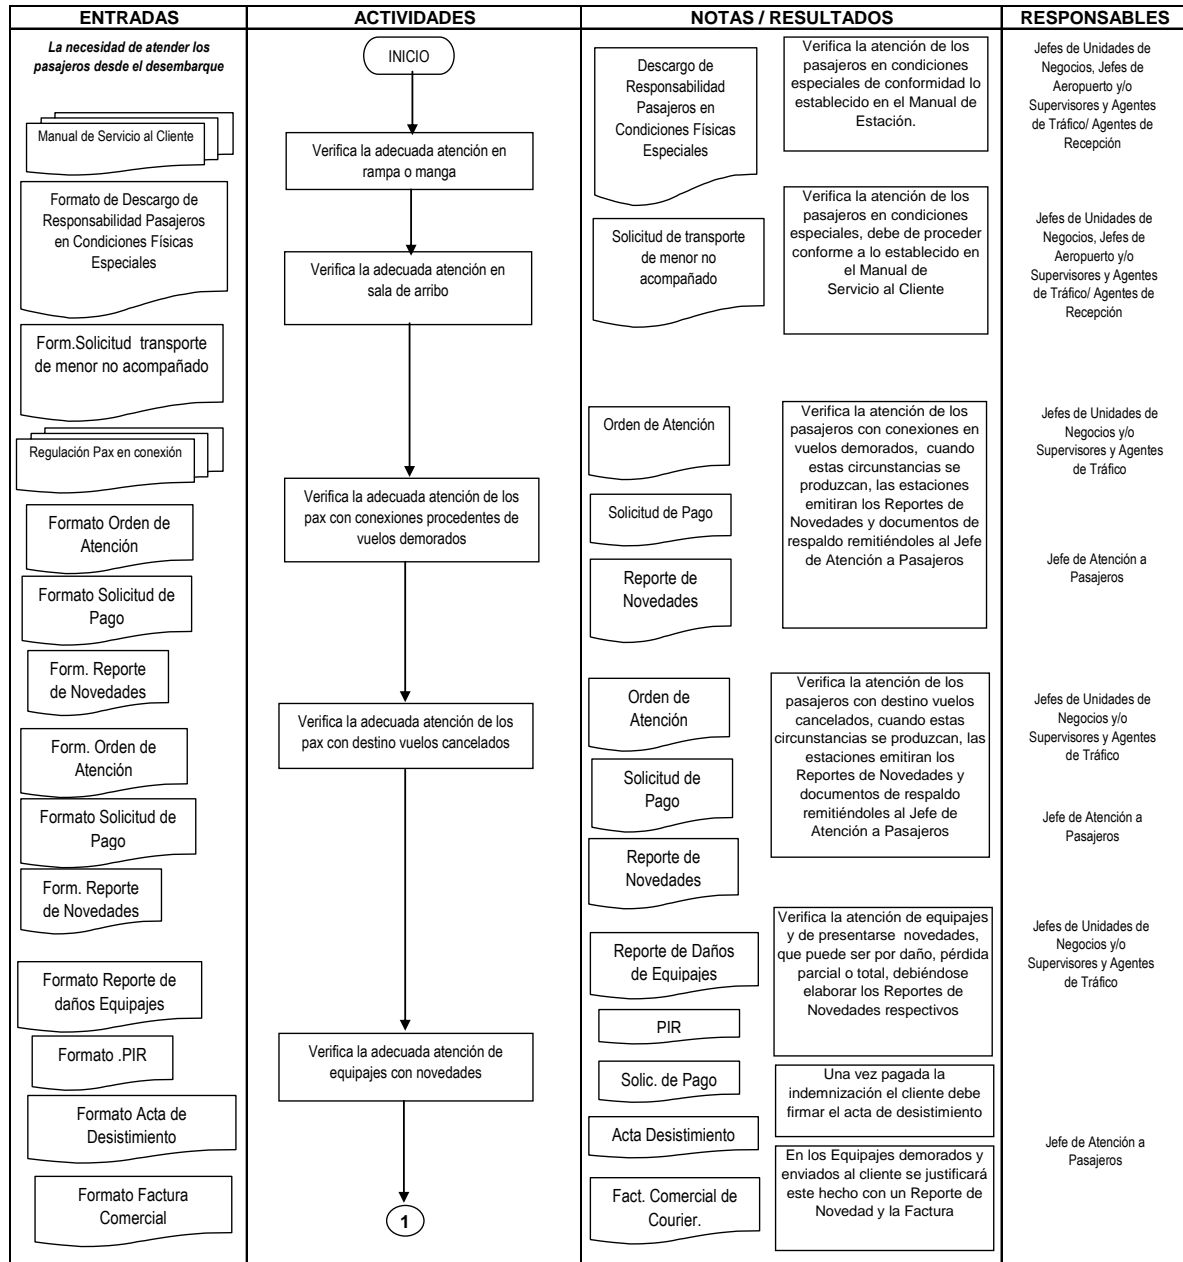 ENTRADAS
ACTIVIDADES
NOTAS / RESULTADOS
RESPONSABLES
La necesidad de atender los
pasajeros desde el desembarque
Manual de Servicio al Cliente
Formato de Descargo de
Responsabilidad Pasajeros
en Condiciones Físicas
Especiales
Form.Solicitud transporte
de menor no acompañado
Regulación Pax en conexión
Formato Orden de
Atención
Formato Solicitud de
Pago
Form. Reporte
de Novedades
Form. Orden de
Atención
Formato Solicitud de
Pago
Form. Reporte
de Novedades
Formato Reporte de
daños Equipajes
Formato .PIR
Formato Acta de
Desistimiento
Formato Factura
Comercial
INICIO
Verifica la adecuada atención en
rampa o manga
Verifica la adecuada atención en
sala de arribo
Verifica la adecuada atención de los
pax con conexiones procedentes de
vuelos demorados
Verifica la adecuada atención de los
pax con destino vuelos cancelados
Verifica la adecuada atención de
equipajes con novedades
1
Descargo de
Responsabilidad
Pasajeros en
Condiciones Físicas
Especiales
Solicitud de transporte
de menor no
acompañado
Orden de Atención
Solicitud de Pago
Reporte de
Novedades
Orden de
Atención
Solicitud de
Pago
Reporte de
Novedades
Reporte de Daños
de Equipajes
PIR
Solic. de Pago
Acta Desistimiento
Fact. Comercial de
Courier.
Verifica la atención de los
pasajeros en condiciones
especiales de conformidad lo
establecido en el Manual de
Estación.
Verifica la atención de los
pasajeros en condiciones
especiales, debe de proceder
conforme a lo establecido en
el Manual de
Servicio al Cliente
Verifica la atención de los
pasajeros con conexiones en
vuelos demorados, cuando
estas circunstancias se
produzcan, las estaciones
emitiran los Reportes de
Novedades y documentos de
respaldo remitiéndoles al Jefe
de Atención a Pasajeros
Verifica la atención de los
pasajeros con destino vuelos
cancelados, cuando estas
circunstancias se produzcan, las
estaciones emitiran los
Reportes de Novedades y
documentos de respaldo
remitiéndoles al Jefe de
Atención a Pasajeros
Verifica la atención de equipajes
y de presentarse novedades,
que puede ser por daño, pérdida
parcial o total, debiéndose
elaborar los Reportes de
Novedades respectivos
Una vez pagada la
indemnización el cliente debe
firmar el acta de desistimiento
En los Equipajes demorados y
enviados al cliente se justificará
este hecho con un Reporte de
Novedad y la Factura
Jefes de Unidades de
Negocios, Jefes de
Aeropuerto y/o
Supervisores y Agentes
de Tráfico/ Agentes de
Recepción
Jefes de Unidades de
Negocios, Jefes de
Aeropuerto y/o
Supervisores y Agentes
de Tráfico/ Agentes de
Recepción
Jefes de Unidades de
Negocios y/o
Supervisores y Agentes
de Tráfico
Jefe de Atención a
Pasajeros
Jefes de Unidades de
Negocios y/o
Supervisores y Agentes
de Tráfico
Jefe de Atención a
Pasajeros
Jefes de Unidades de
Negocios y/o
Supervisores y Agentes
de Tráfico
Jefe de Atención a
Pasajeros